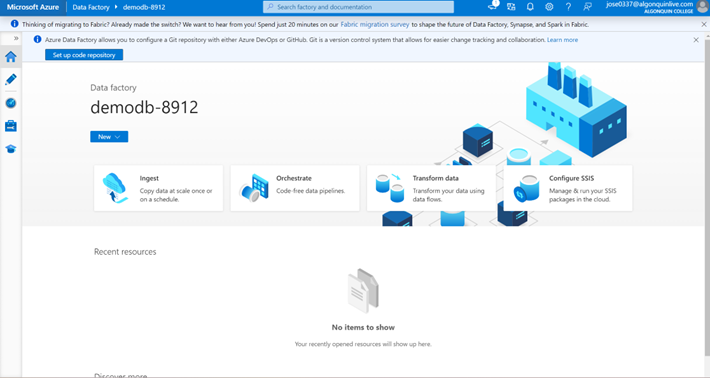 Microsoft Azure | Data Factory ▸ demodb-8912
Search factory and documentation
jose0337@algonquinlive.com
ALGONQUIN COLLEGE
Thinking of migrating to Fabric? Already made the switch? We want to hear from you! Spend just 20 minutes on our Fabric migration survey to shape the future of Data Factory, Synapse, and Spark in Fabric.
Azure Data Factory allows you to configure a Git repository with either Azure DevOps or GitHub. Git is a version control system that allows for easier change tracking and collaboration. Learn more
Set up code repository
Data factory
demodb-8912
New
Ingest
Copy data at scale once or
on a schedule.
Orchestrate
Code-free data pipelines.
Transform data
Transform your data using
data flows.
Configure SSIS
Manage & run your SSIS
packages in the cloud.
Recent resources
No items to show
Your recently opened resources will show up here.
Discover more